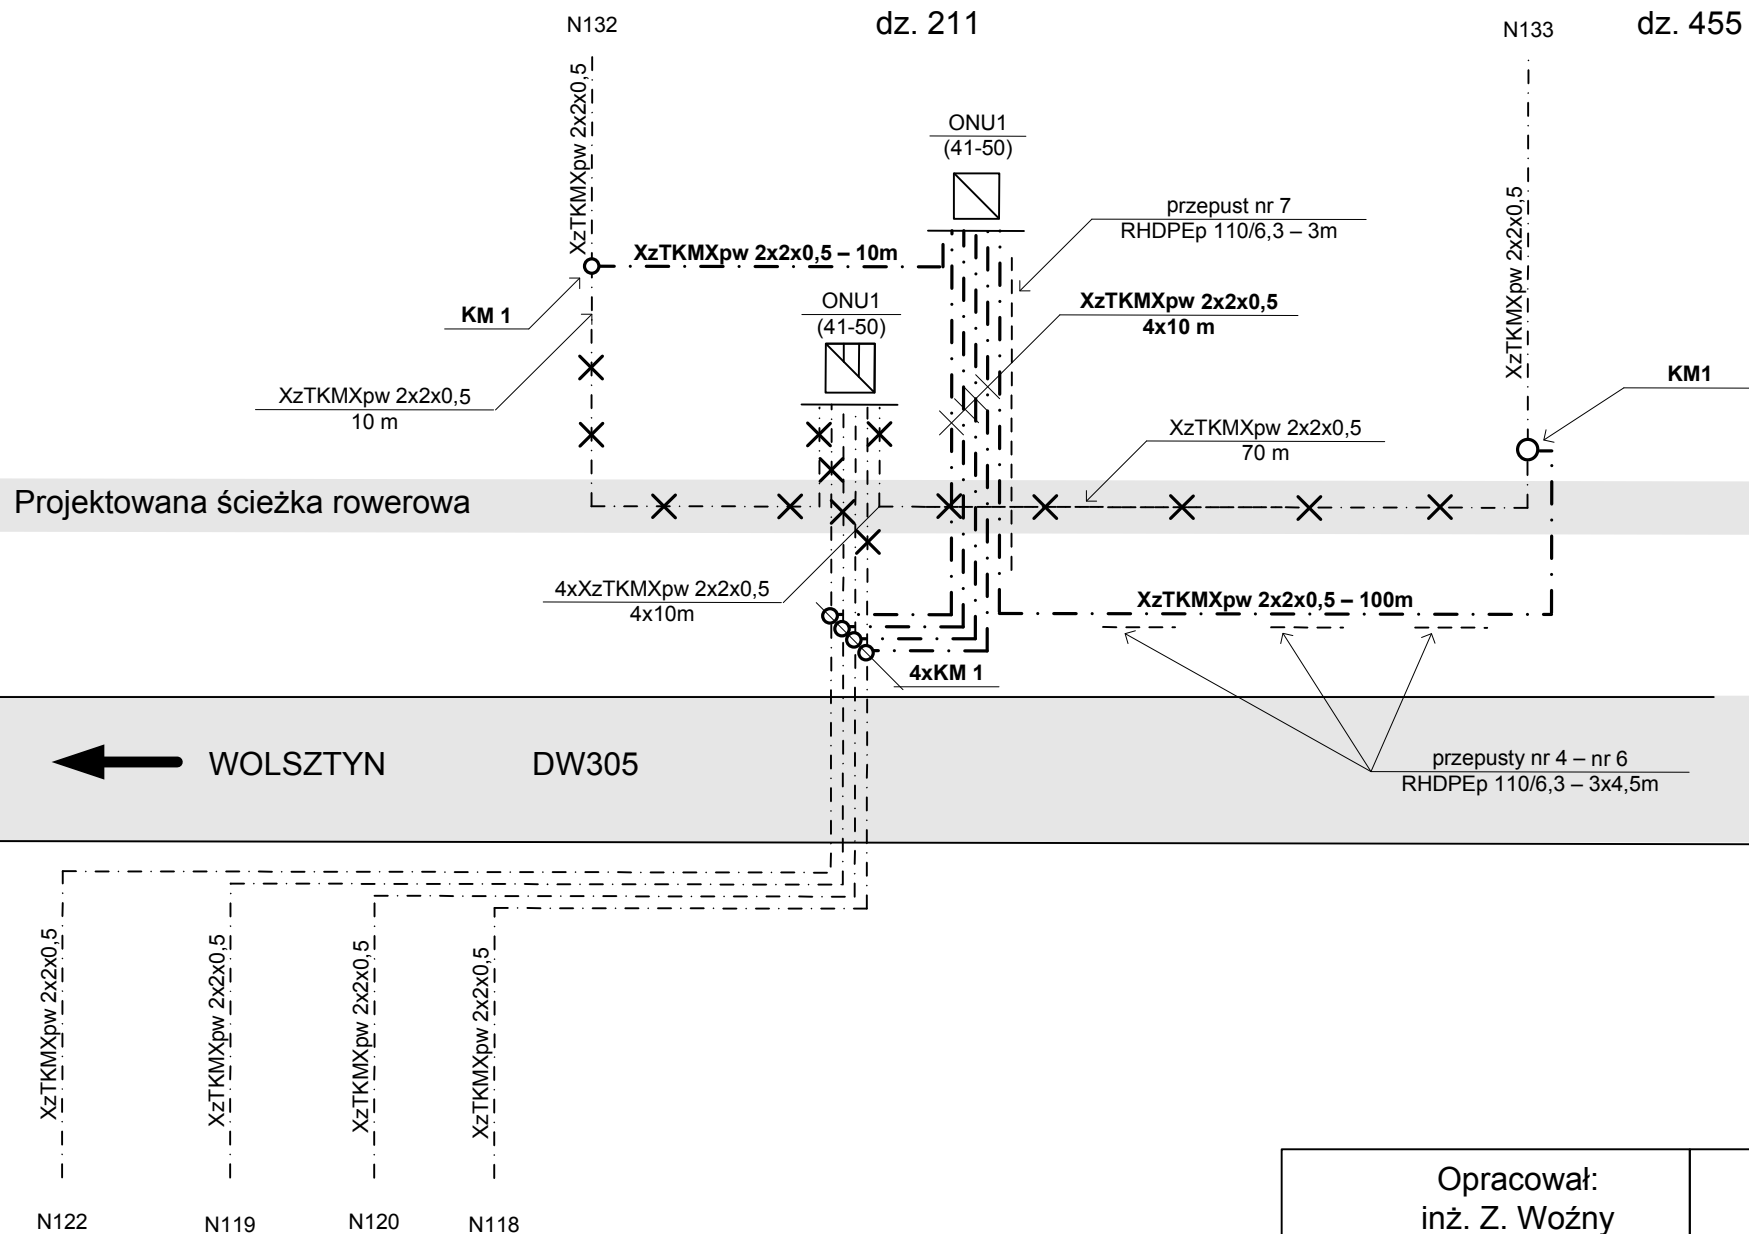 N132
dz. 211
N133
dz. 455
XzTKMXpw 2x2x0,5
ONU1
(41-50)
przepust nr 7
RHDPEp 110/6,3 – 3m
XzTKMXpw 2x2x0,5
XzTKMXpw 2x2x0,5 – 10m
KM 1
ONU1
(41-50)
XzTKMXpw 2x2x0,5
4x10 m
KM1
XzTKMXpw 2x2x0,5
10 m
XzTKMXpw 2x2x0,5
70 m
Projektowana ścieżka rowerowa
4xXzTKMXpw 2x2x0,5
4x10m
XzTKMXpw 2x2x0,5 – 100m
4xKM 1
WOLSZTYN
DW305
przepusty nr 4 – nr 6
RHDPEp 110/6,3 – 3x4,5m
XzTKMXpw 2x2x0,5
XzTKMXpw 2x2x0,5
XzTKMXpw 2x2x0,5
XzTKMXpw 2x2x0,5
N122
N119
N120
N118
Opracował:
inż. Z. Woźny